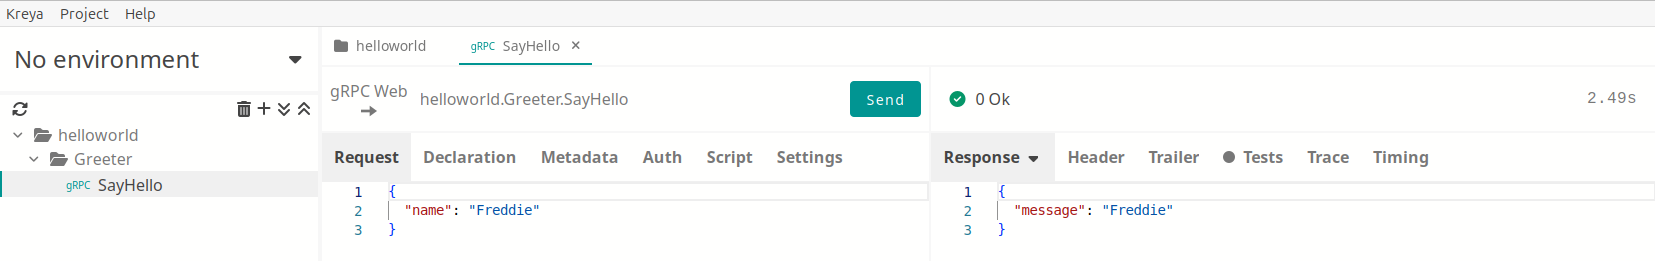 Kreya Project Help
No environment
helloworld
Greeter
gRPC SayHello
helloworld gRPC SayHello ×
gRPC Web helloworld.Greeter.SayHello Send
Request Declaration Metadata Auth Script Settings
1 {
2 "name": "Freddie"
3 }
0 Ok 2.49s
Response Header Trailer Tests Trace Timing
1 {
2 "message": "Freddie"
3 }